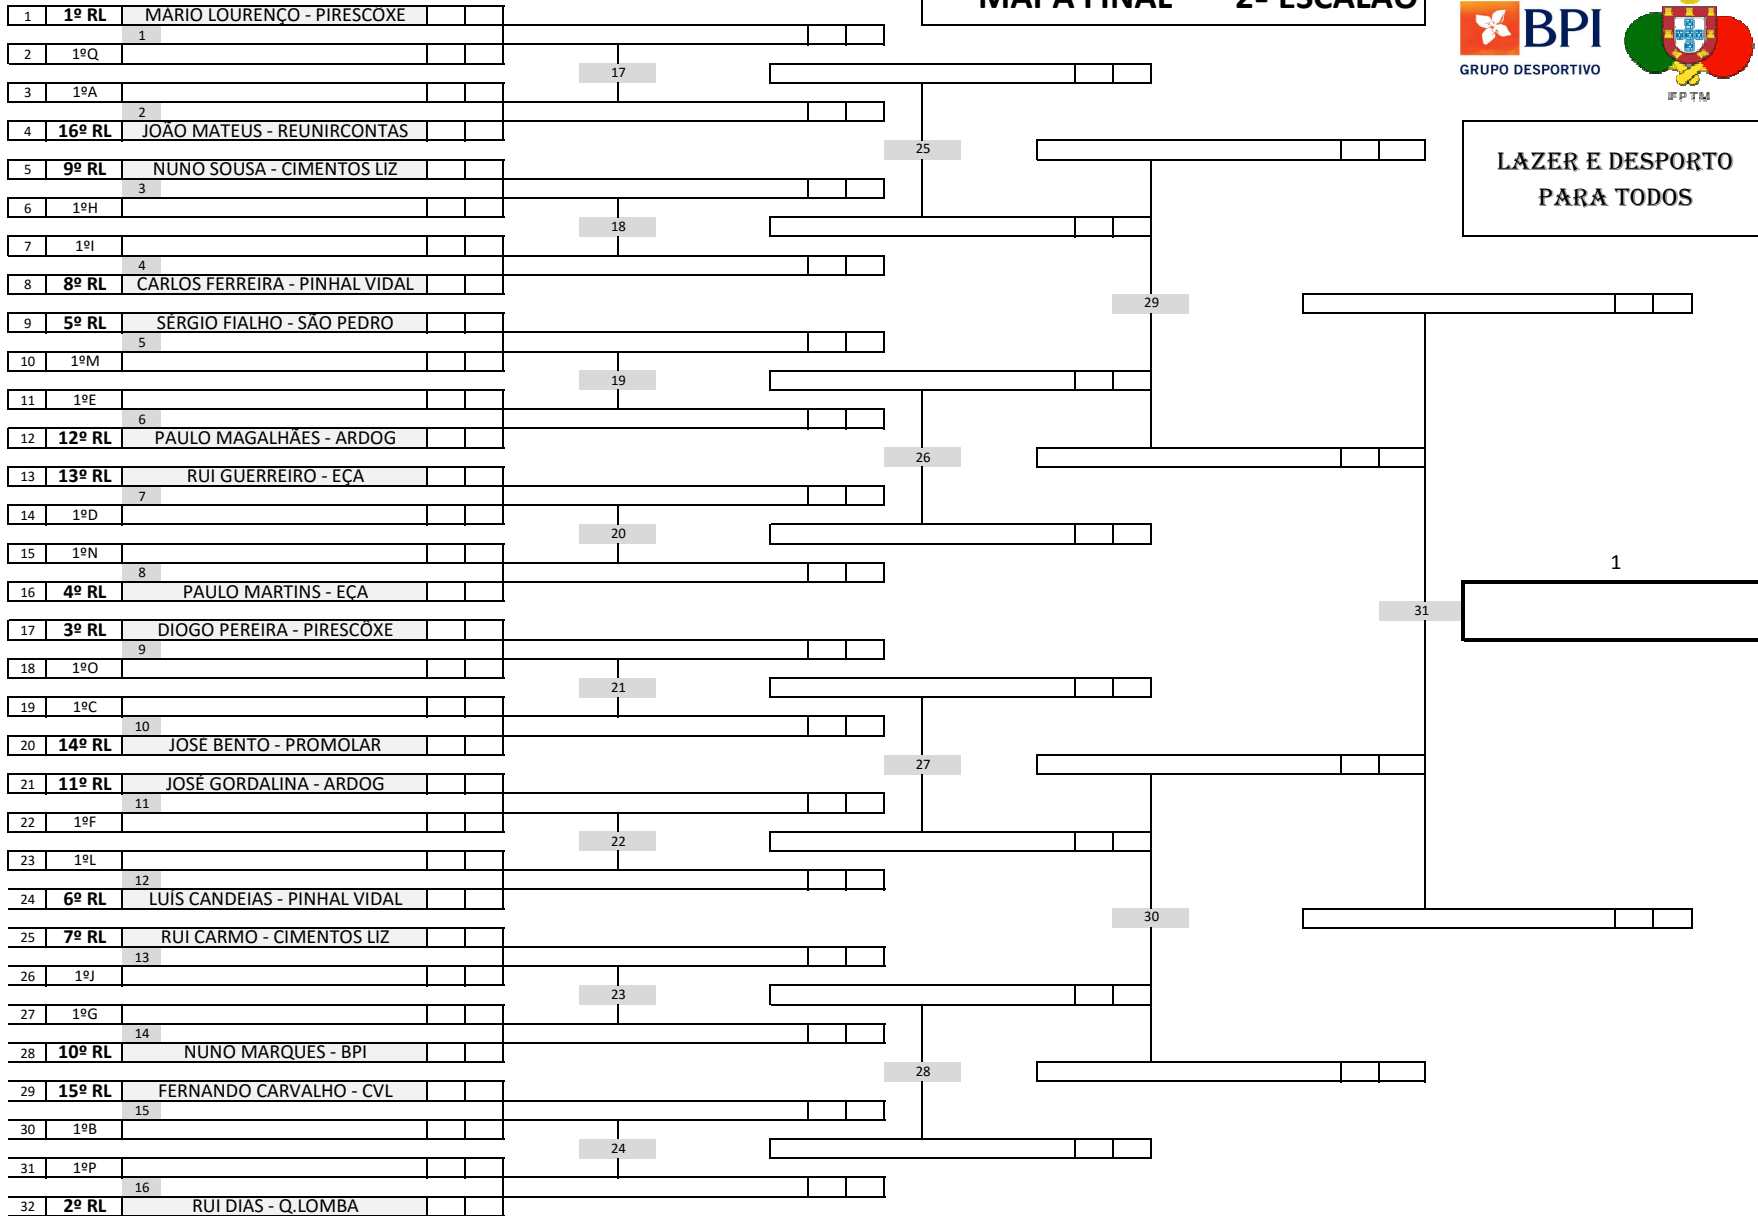 MAPA FINAL 2º ESCALÃO
BPI
GRUPO DESPORTIVO
FPTM
LAZER E DESPORTO
PARA TODOS
1 1º RL MÁRIO LOURENÇO - PIRESCÔXE
1
2 1ºQ
17
3 1ºA
2
4 16º RL JOÃO MATEUS - REUNIRCONTAS
25
5 9º RL NUNO SOUSA - CIMENTOS LIZ
3
6 1ºH
18
7 1ºI
4
8 8º RL CARLOS FERREIRA - PINHAL VIDAL
29
9 5º RL SÉRGIO FIALHO - SÃO PEDRO
5
10 1ºM
19
11 1ºE
6
12 12º RL PAULO MAGALHÃES - ARDOG
26
13 13º RL RUI GUERREIRO - EÇA
7
14 1ºD
20
15 1ºN
1
8
16 4º RL PAULO MARTINS - EÇA
31
17 3º RL DIOGO PEREIRA - PIRESCÔXE
9
18 1ºO
21
19 1ºC
10
20 14º RL JOSÉ BENTO - PROMOLAR
27
21 11º RL JOSÉ GORDALINA - ARDOG
11
22 1ºF
22
23 1ºL
12
24 6º RL LUÍS CANDEIAS - PINHAL VIDAL
30
25 7º RL RUI CARMO - CIMENTOS LIZ
13
26 1ºJ
23
27 1ºG
14
28 10º RL NUNO MARQUES - BPI
28
29 15º RL FERNANDO CARVALHO - CVL
15
30 1ºB
24
31 1ºP
16
32 2º RL RUI DIAS - Q.LOMBA